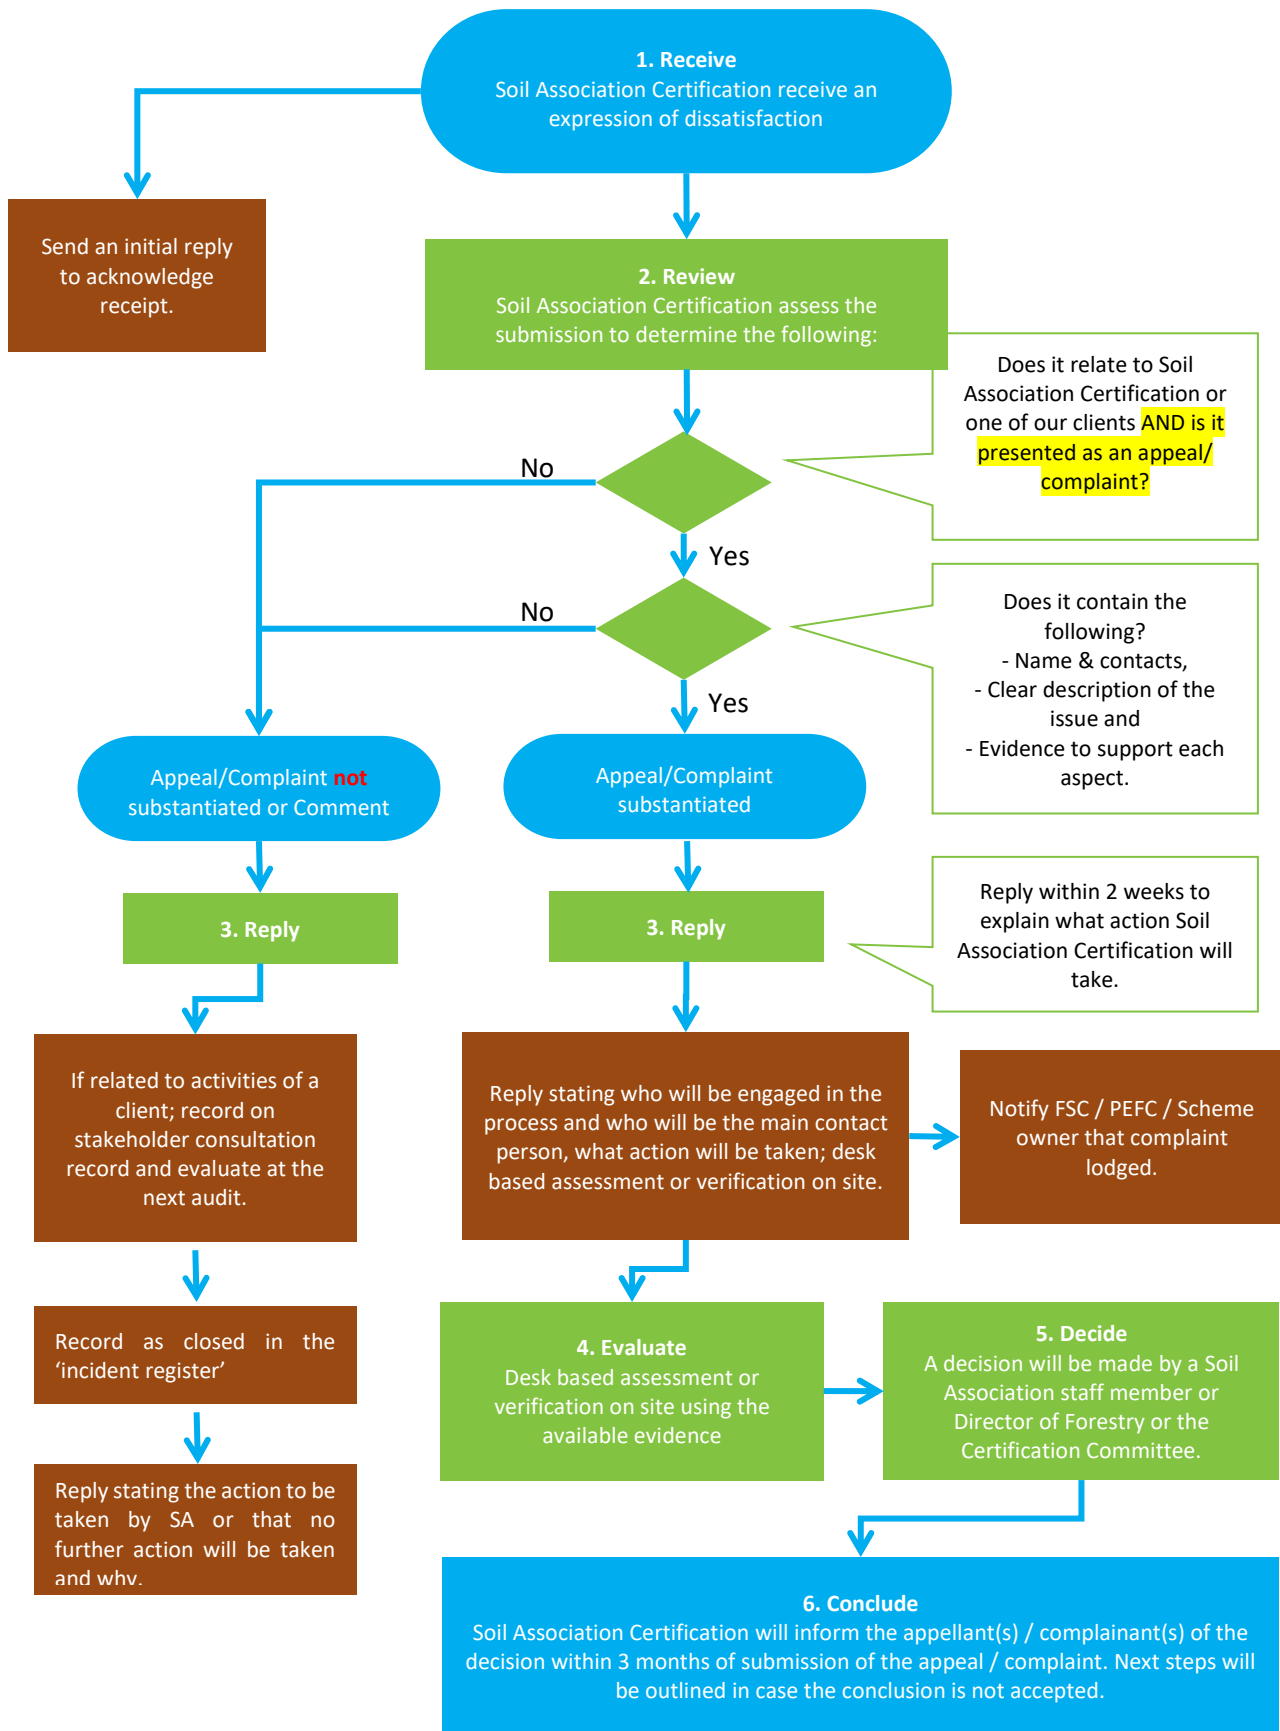 1. Receive
Soil Association Certification receive an
expression of dissatisfaction
Send an initial reply
to acknowledge
receipt.
2. Review
Soil Association Certification assess the
submission to determine the following:
Does it relate to Soil
Association Certification or
one of our clients AND is it
presented as an appeal/
complaint?
No
Yes
Does it contain the
following?
- Name & contacts,
- Clear description of the
issue and
- Evidence to support each
aspect.
No
Yes
Appeal/Complaint not
substantiated or Comment
Appeal/Complaint
substantiated
3. Reply
3. Reply
Reply within 2 weeks to
explain what action Soil
Association Certification will
take.
If related to activities of a
client; record on
stakeholder consultation
record and evaluate at the
next audit.
Reply stating who will be engaged in the
process and who will be the main contact
person, what action will be taken; desk
based assessment or verification on site.
Notify FSC / PEFC / Scheme
owner that complaint
lodged.
Record as closed in the
‘incident register’
4. Evaluate
Desk based assessment or
verification on site using the
available evidence
5. Decide
A decision will be made by a Soil
Association staff member or
Director of Forestry or the
Certification Committee.
Reply stating the action to be
taken by SA or that no
further action will be taken
and why.
6. Conclude
Soil Association Certification will inform the appellant(s) / complainant(s) of the
decision within 3 months of submission of the appeal / complaint. Next steps will
be outlined in case the conclusion is not accepted.